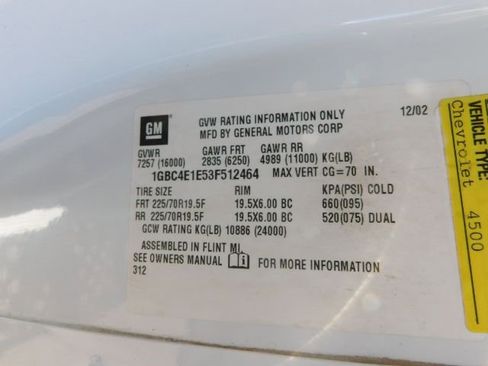 GM
GVW RATING INFORMATION ONLY 12/02
MFD BY GENERAL MOTORS CORP
GVWR GAWR FRT GAWR RR
7257 (16000) 2835 (6250) 4989 (11000) KG(LB)
1GBC4E1E53F512464 MAX VERT CG= 70 IN.
TIRE SIZE RIM KPA(PSI) COLD
FRT 225/70R19.5F 19.5X6.00 BC 660(095)
RR 225/70R19.5F 19.5X6.00 BC 520(075) DUAL
GCW RATING KG(LB) 10886 (24000)
ASSEMBLED IN FLINT MI.
SEE OWNERS MANUAL i FOR MORE INFORMATION
312
VEHICLE TYPE:
Chevrolet 4500